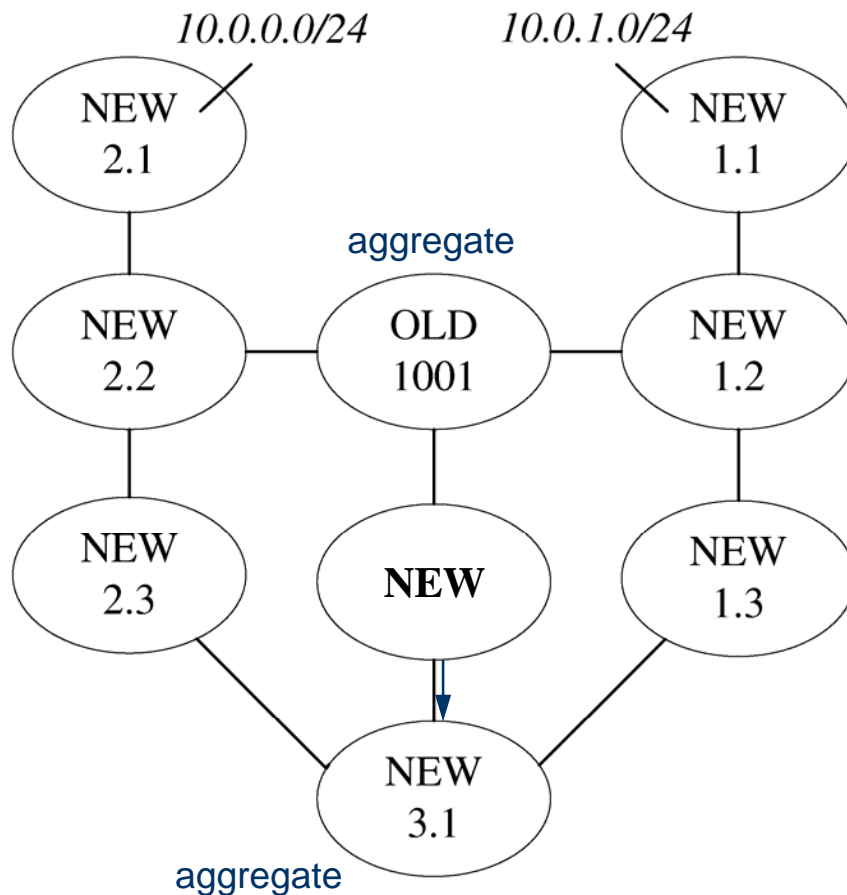 10.0.0.0/24
10.0.1.0/24
NEW
2.1
NEW
1.1
aggregate
NEW
2.2
OLD
1001
NEW
1.2
NEW
2.3
NEW
NEW
1.3
NEW
3.1
aggregate